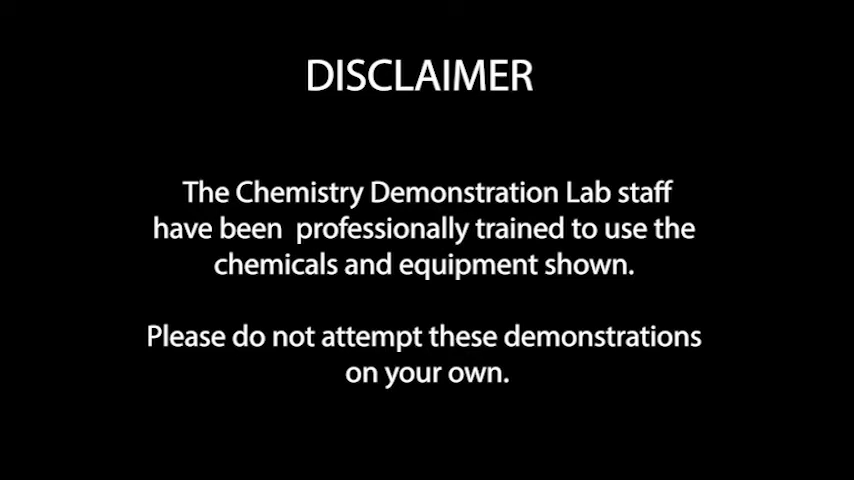 DISCLAIMER
The Chemistry Demonstration Lab staff
have been  professionally trained to use the
chemicals and equipment shown.
Please do not attempt these demonstrations
on your own.